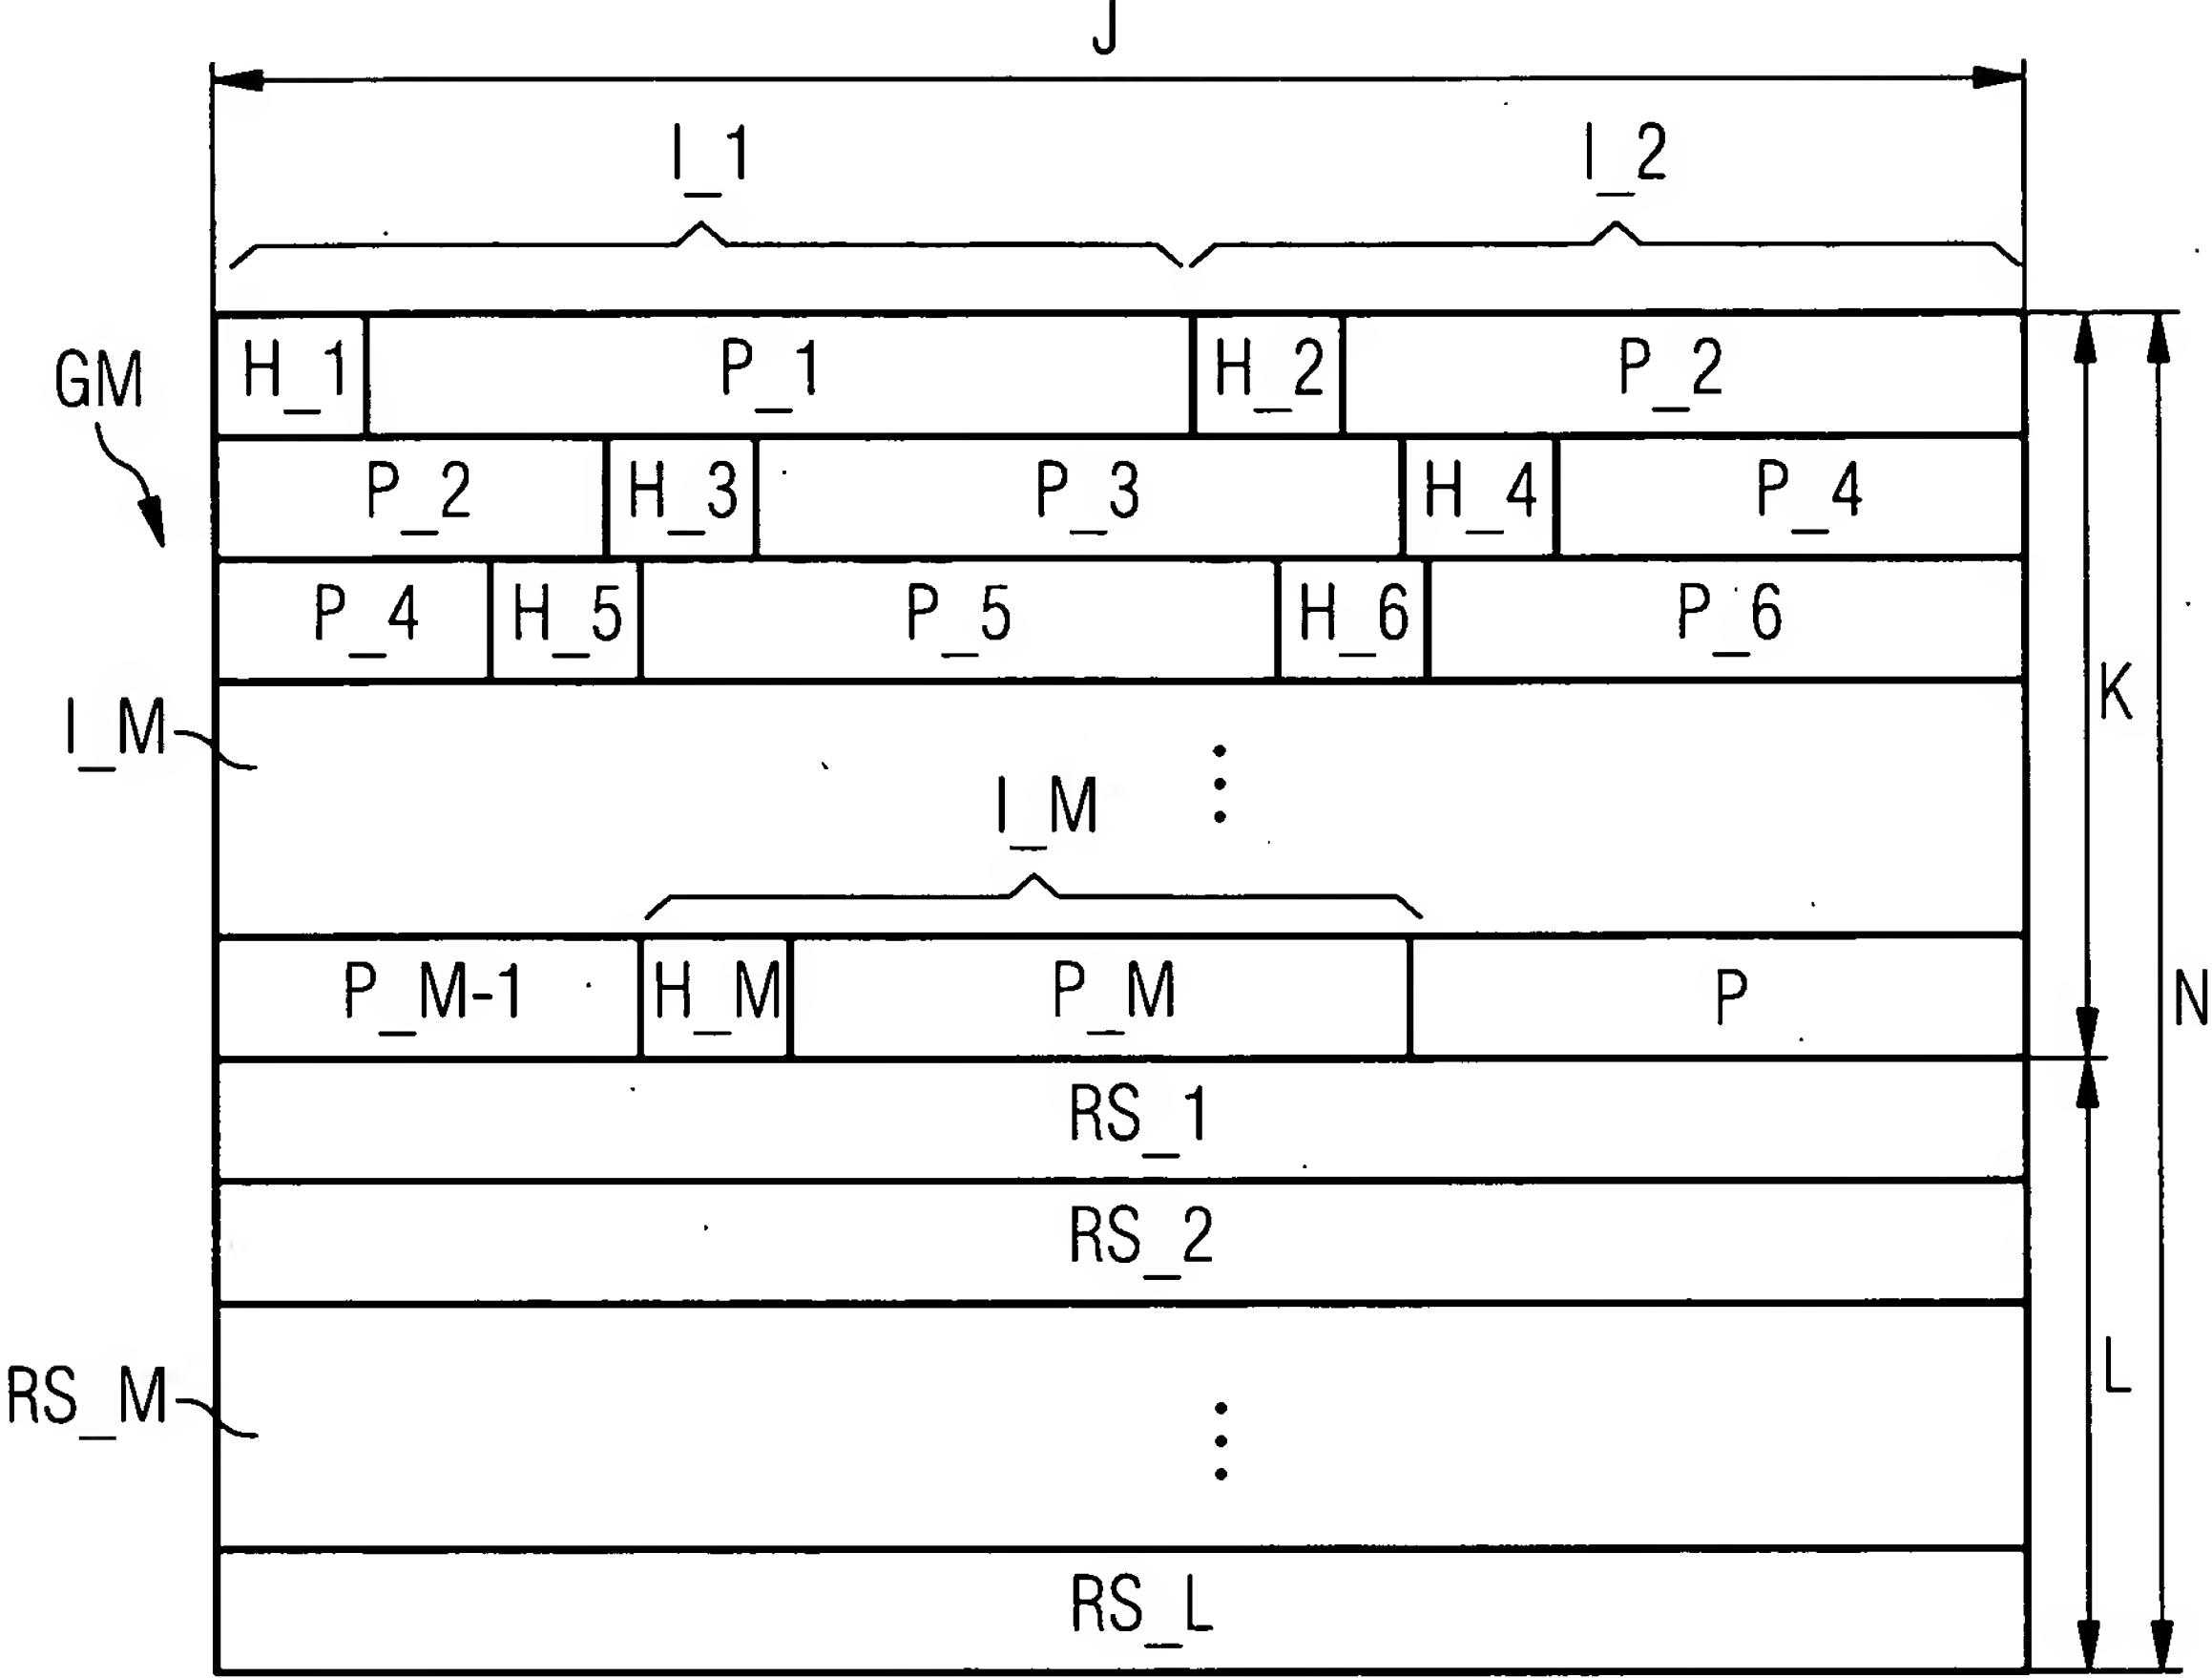 J
I_1 I_2
GM
H_1 P_1 H_2 P_2
P_2 H_3 P_3 H_4 P_4
P_4 H_5 P_5 H_6 P_6
K
I_M
I_M
N
P_M-1 H_M P_M P
RS_1
RS_2
L
RS_M
RS_L